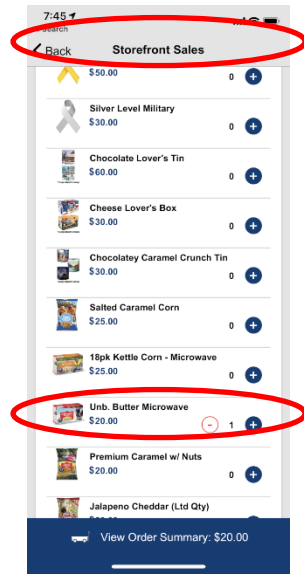 7:45
Search
Back Storefront Sales
$50.00
0 +
Silver Level Military
$30.00
0 +
Chocolate Lover's Tin
$60.00
0 +
Cheese Lover's Box
$30.00
0 +
Chocolatey Caramel Crunch Tin
$30.00
0 +
Salted Caramel Corn
$25.00
0 +
18pk Kettle Corn - Microwave
$25.00
0 +
Unb. Butter Microwave
$20.00
- 1 +
Premium Caramel w/ Nuts
$20.00
0 +
Jalapeno Cheddar (Ltd Qty)
View Order Summary: $20.00